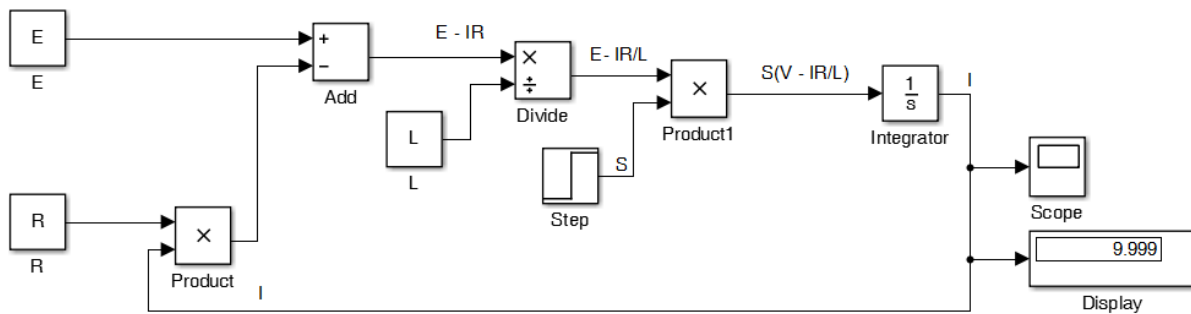 E
E
+
−
Add
E - IR
×
÷
Divide
E- IR/L
L
L
×
Product1
S(V - IR/L)
S
Step
1
s
Integrator
I
Scope
9.999
Display
R
R
×
Product
I